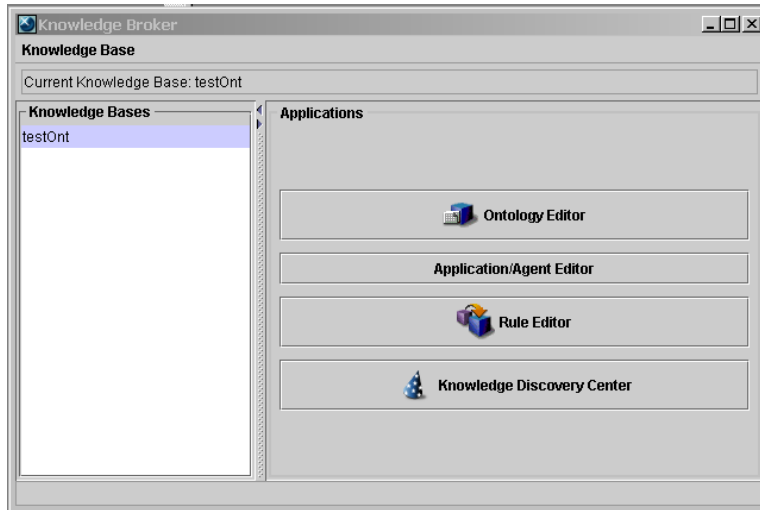 Knowledge Broker
Knowledge Base
Current Knowledge Base: testOnt
Knowledge Bases
testOnt
Applications
Ontology Editor
Application/Agent Editor
Rule Editor
Knowledge Discovery Center